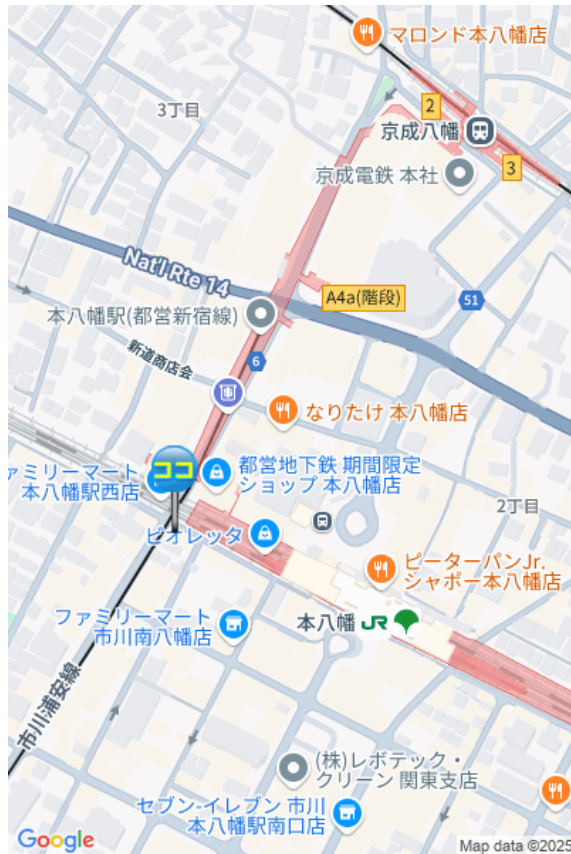 マロンド本八幡店
3丁目
2
京成八幡
3
京成電鉄 本社
Nat'l Rte 14
A4a(階段)
51
本八幡駅(都営新宿線)
新道商店会
6
なりたけ 本八幡店
ココ
ファミリーマート
本八幡駅西店
都営地下鉄 期間限定
ショップ 本八幡店
2丁目
ビオレッタ
ピーターパンJr.
シャポー本八幡店
ファミリーマート
市川南八幡店
本八幡 JR
市川浦安線
(株)レボテック・
クリーン 関東支店
セブン-イレブン 市川
本八幡駅南口店
Google
Map data ©2025